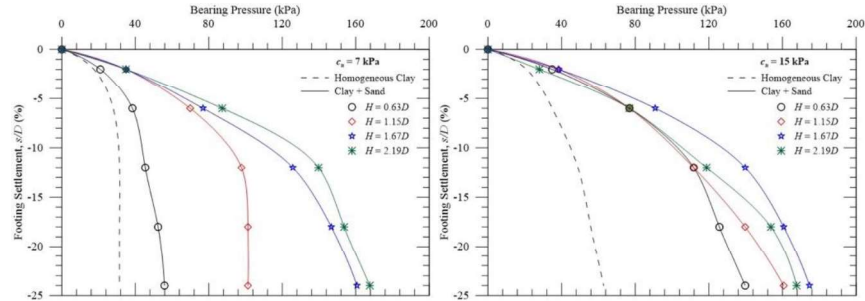 Bearing Pressure (kPa)
0 40 80 120 160 200
Footing Settlement, s/D (%)
0
-5
-10
-15
-20
-25
cu = 7 kPa
Homogeneous Clay
Clay + Sand
H = 0.63D
H = 1.15D
H = 1.67D
H = 2.19D
Bearing Pressure (kPa)
0 40 80 120 160 200
Footing Settlement, s/D (%)
0
-5
-10
-15
-20
-25
cu = 15 kPa
Homogeneous Clay
Clay + Sand
H = 0.63D
H = 1.15D
H = 1.67D
H = 2.19D